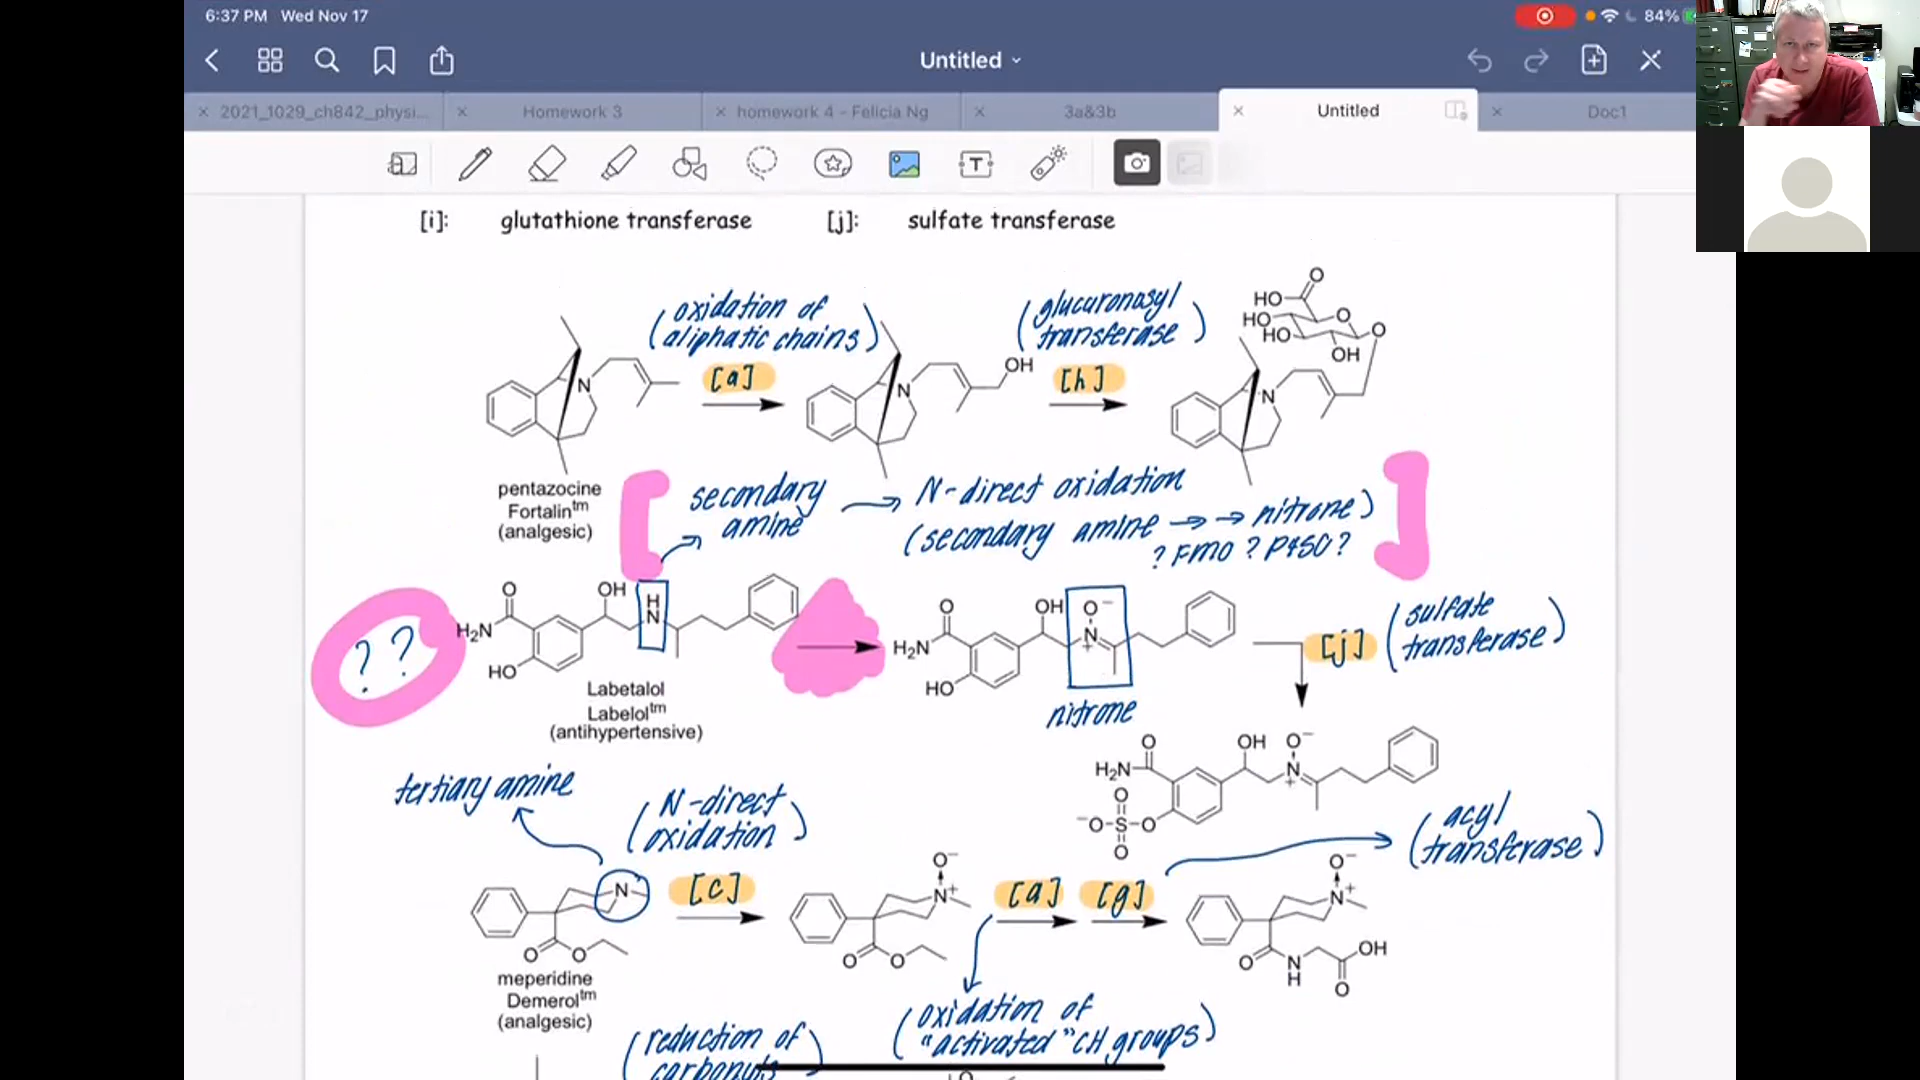 6:37 PM Wed Nov 17
84%
Untitled
2021_1029_ch842_physi...
Homework 3
homework 4 - Felicia Ng
3a&3b
Untitled
Doc1
[i]: glutathione transferase [j]: sulfate transferase
(oxidation of
aliphatic chains)
[a]
(glucuronosyl
transferase)
[h]
N
N
OH
HO
O
HO
HO
O
OH
O
N
pentazocine
Fortalin™
(analgesic)
secondary
amine
N-direct oxidation
(secondary amine →→ nitrone)
? FMO ? P450 ?
? ?
O
H₂N
HO
OH
H
N
Labetalol
Labelol™
(antihypertensive)
O
H₂N
HO
OH
O⁻
N
+
nitrone
[j]
(sulfate
transferase)
O
H₂N
OH
O⁻
N
+
O
⁻O-S-O
O
tertiary amine
(N-direct
oxidation)
N
[c]
O
O
O⁻
N⁺
O
O
[a] [g]
(acyl
transferase)
O⁻
N⁺
O
N
H
OH
O
meperidine
Demerol™
(analgesic)
(oxidation of
"activated" CH groups)
(reduction of
carbonyls